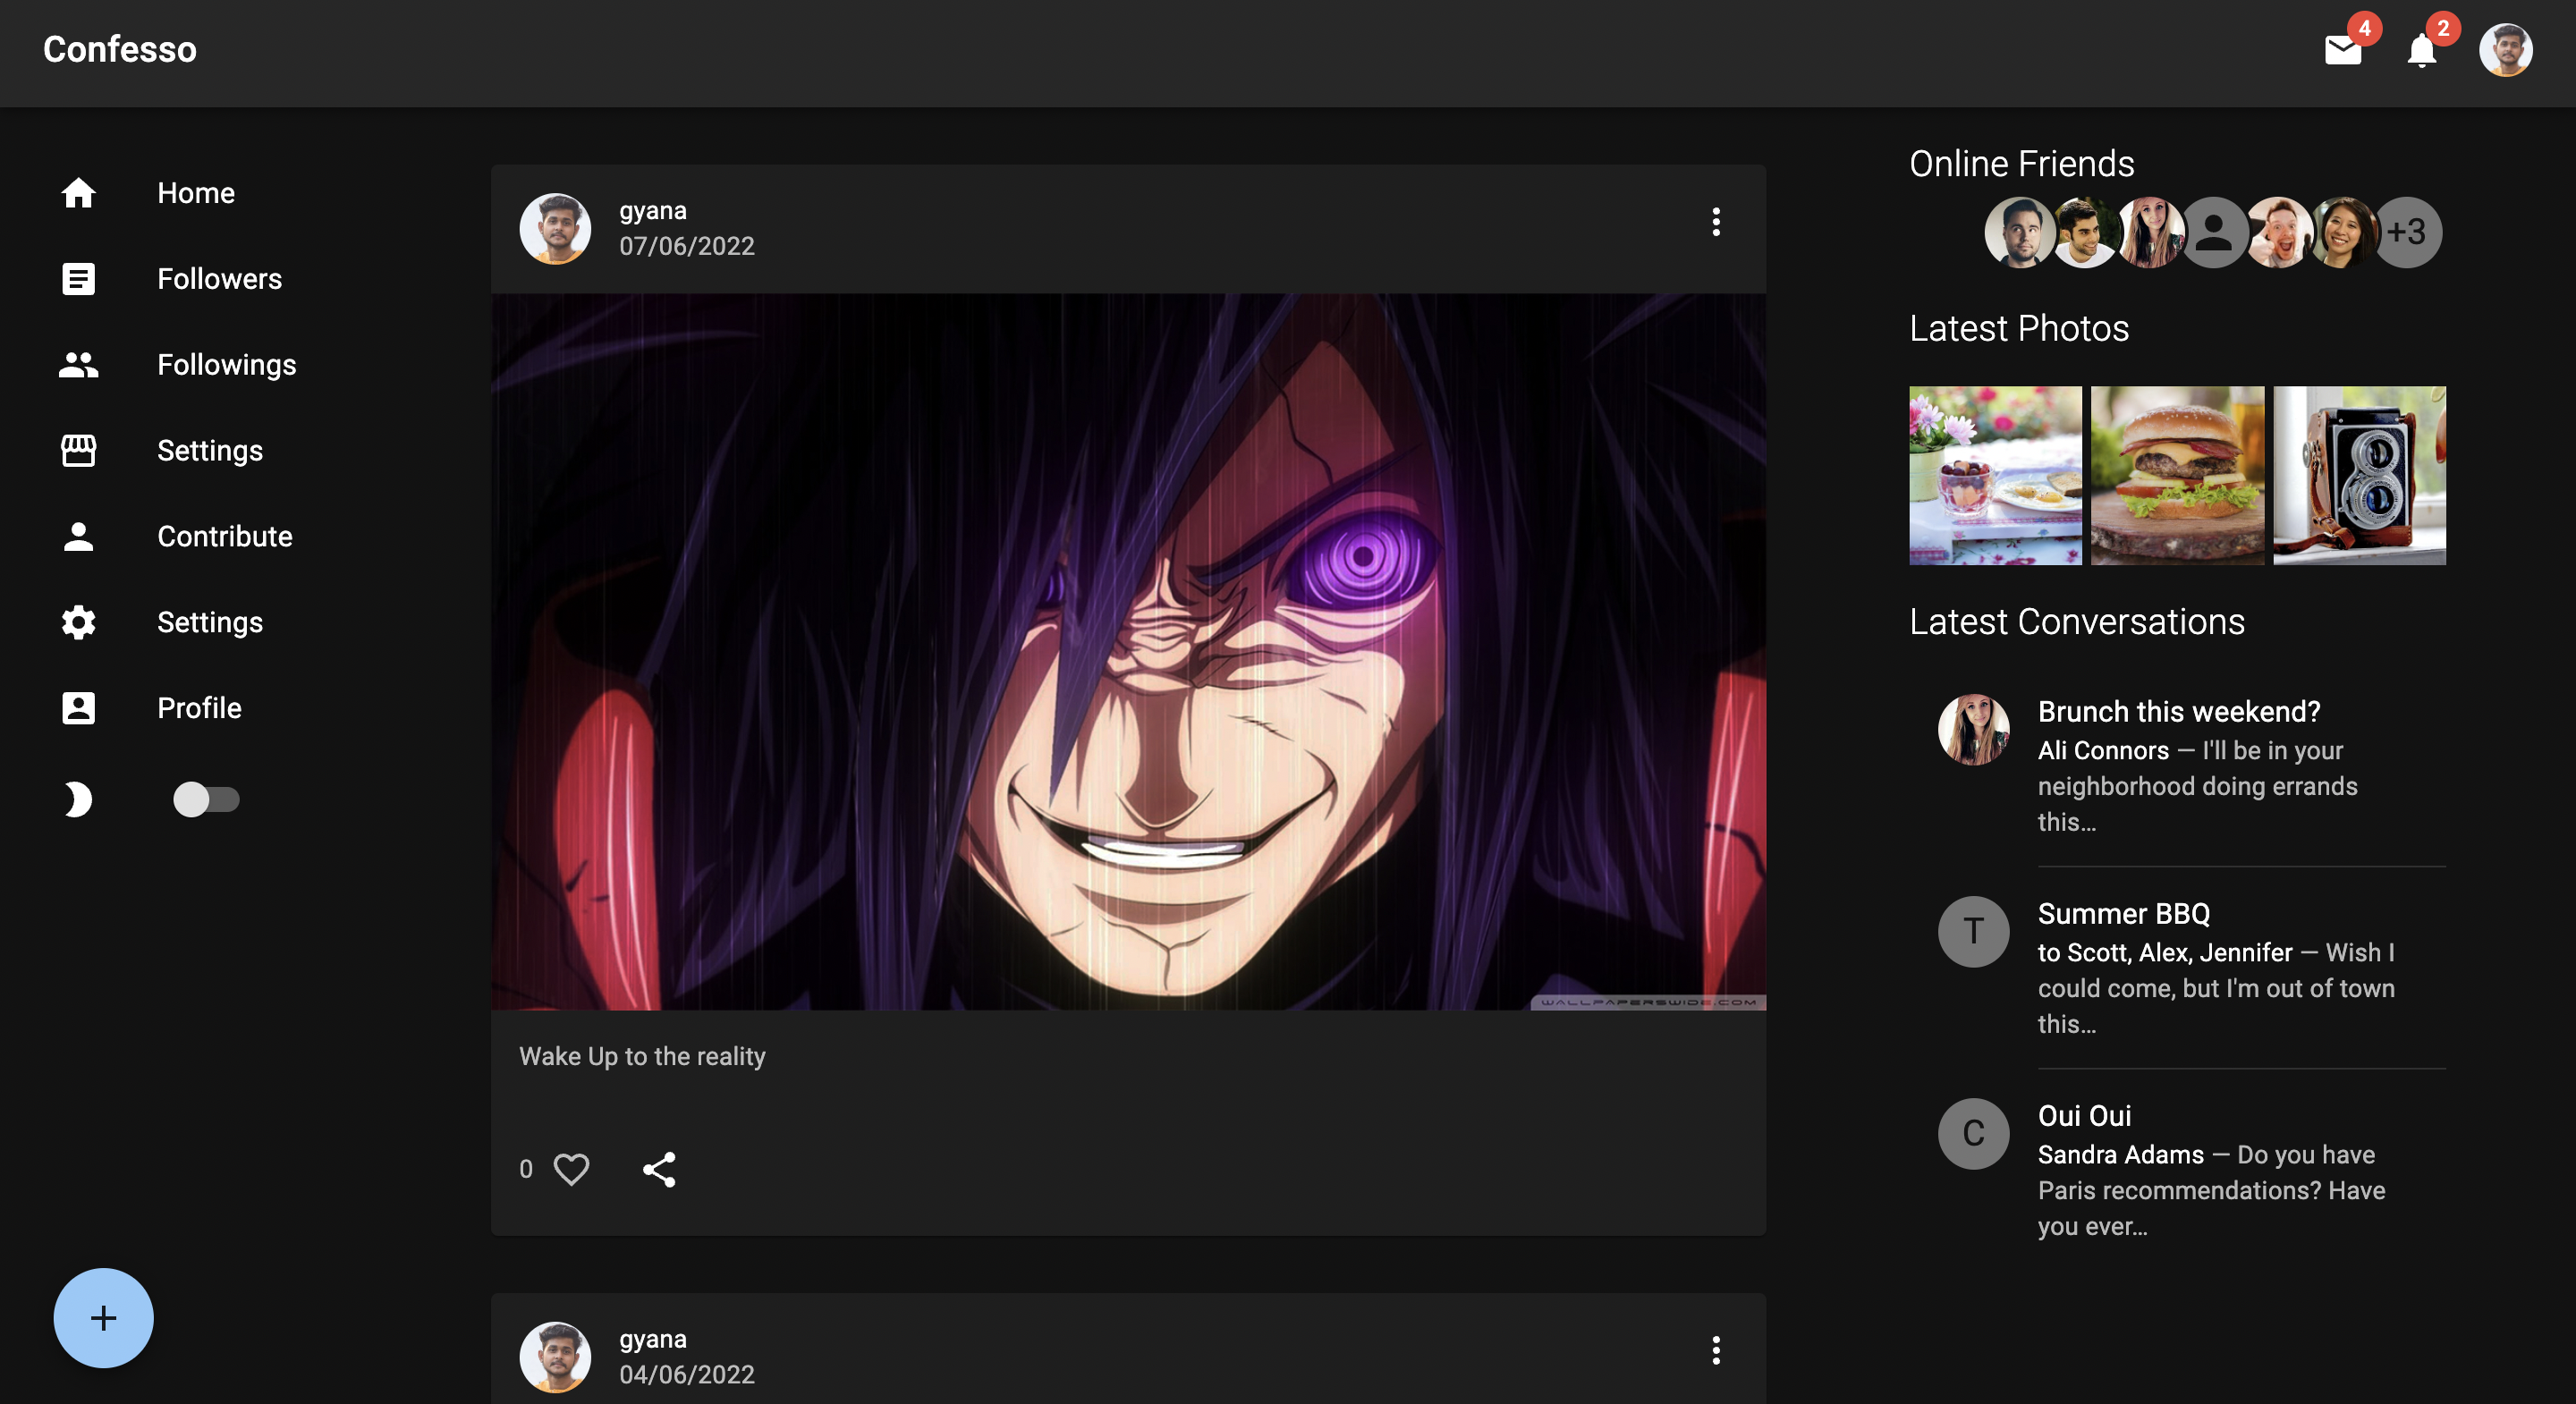 Confesso
4
2
Home
Followers
Followings
Settings
Contribute
Settings
Profile
gyana
07/06/2022
WALLPAPERSWIDE.COM
Wake Up to the reality
0
gyana
04/06/2022
Online Friends
+3
Latest Photos
Latest Conversations
Brunch this weekend?
Ali Connors — I'll be in your
neighborhood doing errands
this…
T
Summer BBQ
to Scott, Alex, Jennifer — Wish I
could come, but I'm out of town
this…
C
Oui Oui
Sandra Adams — Do you have
Paris recommendations? Have
you ever…